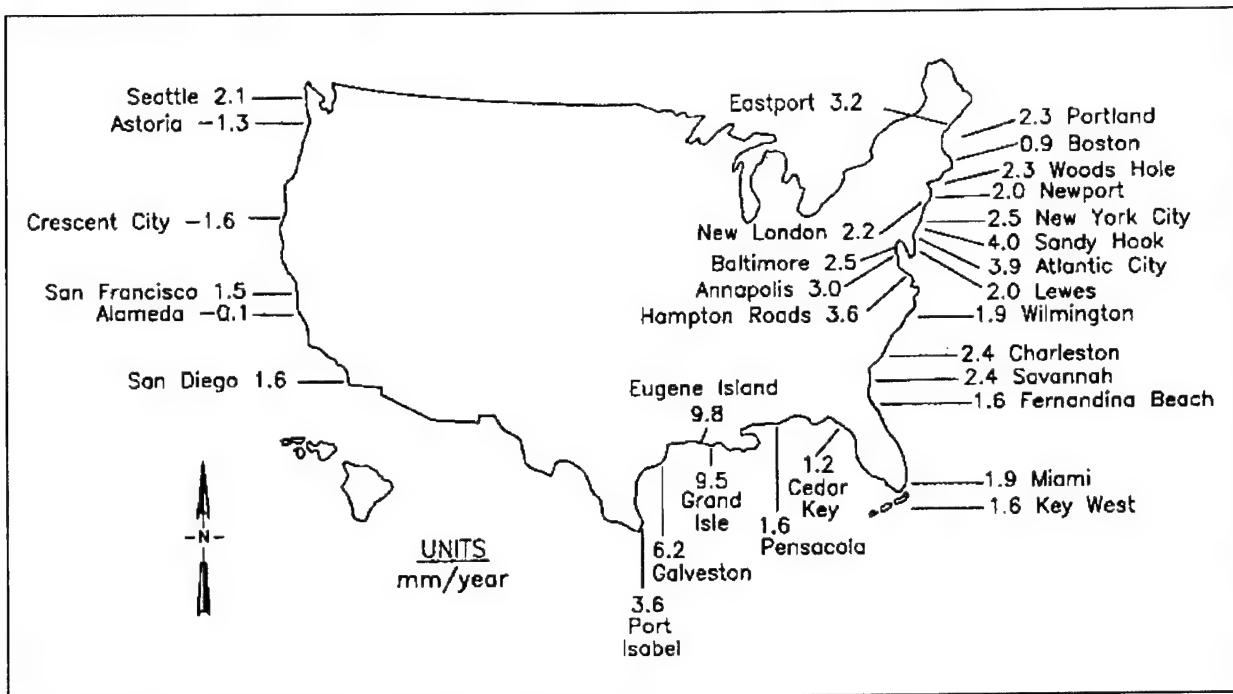 Seattle 2.1
Astoria -1.3
Crescent City -1.6
San Francisco 1.5
Alameda -0.1
San Diego 1.6
Eastport 3.2
2.3 Portland
0.9 Boston
2.3 Woods Hole
2.0 Newport
New London 2.2
2.5 New York City
4.0 Sandy Hook
Baltimore 2.5
3.9 Atlantic City
Annapolis 3.0
2.0 Lewes
Hampton Roads 3.6
1.9 Wilmington
2.4 Charleston
2.4 Savannah
1.6 Fernandina Beach
1.9 Miami
1.6 Key West
Eugene Island
9.8
9.5
Grand
Isle
1.2
Cedar
Key
1.6
Pensacola
6.2
Galveston
3.6
Port
Isabel
-N-
UNITS
mm/year